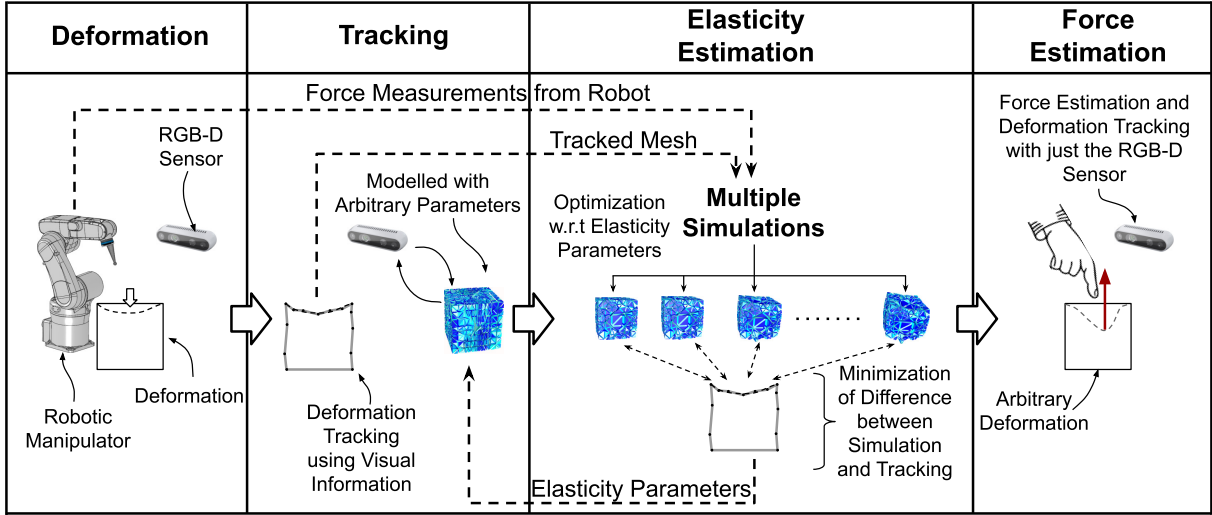 Deformation
Tracking
Elasticity
Estimation
Force
Estimation
Force Measurements from Robot
RGB-D
Sensor
Tracked Mesh
Modelled with
Arbitrary Parameters
Optimization
w.r.t Elasticity
Parameters
Multiple
Simulations
Force Estimation and
Deformation Tracking
with just the RGB-D
Sensor
Deformation
Robotic
Manipulator
Deformation
Tracking
using Visual
Information
Minimization
of Difference
between
Simulation
and Tracking
Arbitrary
Deformation
Elasticity Parameters